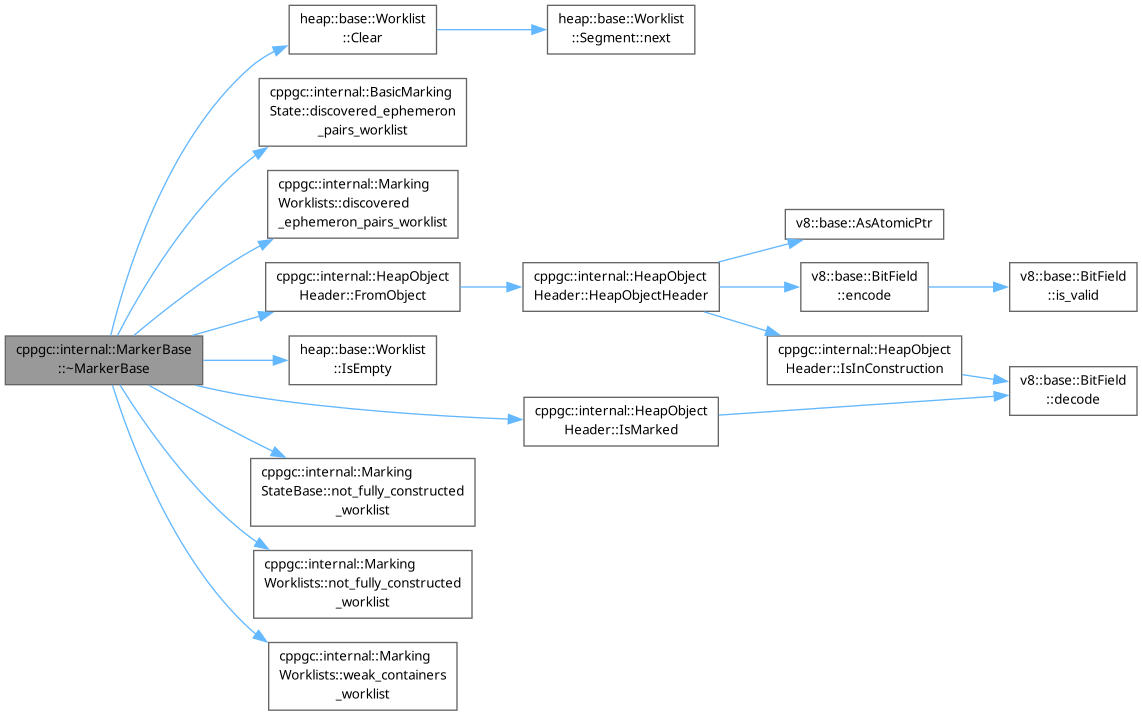 heap::base::Worklist
::Clear
heap::base::Worklist
::Segment::next
cppgc::internal::BasicMarking
State::discovered_ephemeron
_pairs_worklist
cppgc::internal::Marking
Worklists::discovered
_ephemeron_pairs_worklist
v8::base::AsAtomicPtr
cppgc::internal::HeapObject
Header::FromObject
cppgc::internal::HeapObject
Header::HeapObjectHeader
v8::base::BitField
::encode
v8::base::BitField
::is_valid
cppgc::internal::MarkerBase
::~MarkerBase
heap::base::Worklist
::IsEmpty
cppgc::internal::HeapObject
Header::IsInConstruction
v8::base::BitField
::decode
cppgc::internal::HeapObject
Header::IsMarked
cppgc::internal::Marking
StateBase::not_fully_constructed
_worklist
cppgc::internal::Marking
Worklists::not_fully_constructed
_worklist
cppgc::internal::Marking
Worklists::weak_containers
_worklist